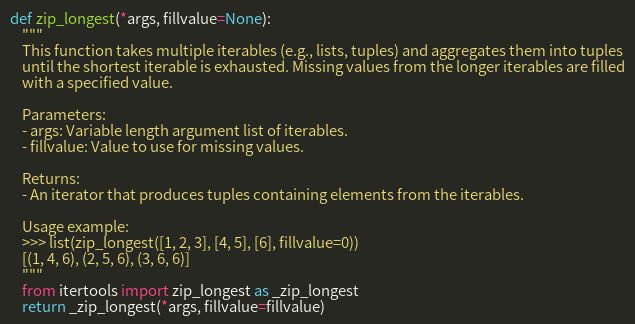 def zip_longest(*args, fillvalue=None):
"""
This function takes multiple iterables (e.g., lists, tuples) and aggregates them into tuples
until the shortest iterable is exhausted. Missing values from the longer iterables are filled
with a specified value.
Parameters:
- args: Variable length argument list of iterables.
- fillvalue: Value to use for missing values.
Returns:
- An iterator that produces tuples containing elements from the iterables.
Usage example:
>>> list(zip_longest([1, 2, 3], [4, 5], [6], fillvalue=0))
[(1, 4, 6), (2, 5, 6), (3, 6, 6)]
"""
from itertools import zip_longest as _zip_longest
return _zip_longest(*args, fillvalue=fillvalue)